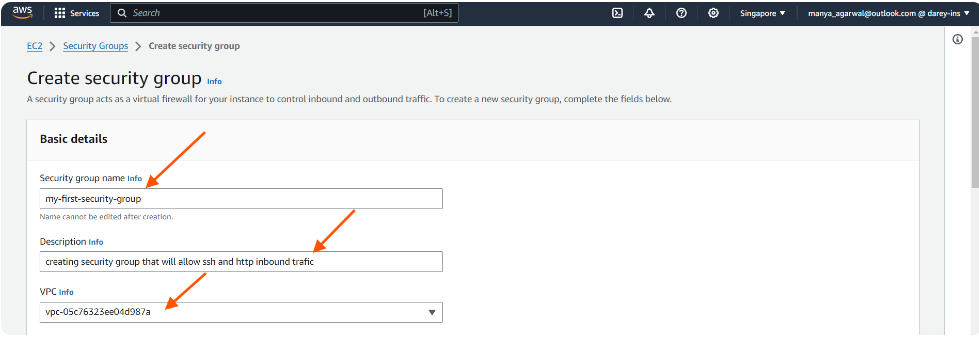 aws Services Search [Alt+S] Singapore ▼ manya_agarwal@outlook.com @ darey-ins ▼
EC2 > Security Groups > Create security group
Create security group Info
A security group acts as a virtual firewall for your instance to control inbound and outbound traffic. To create a new security group, complete the fields below.
Basic details
Security group name Info
my-first-security-group
Name cannot be edited after creation.
Description Info
creating security group that will allow ssh and http inbound trafic
VPC Info
vpc-05c76323ee04d987a